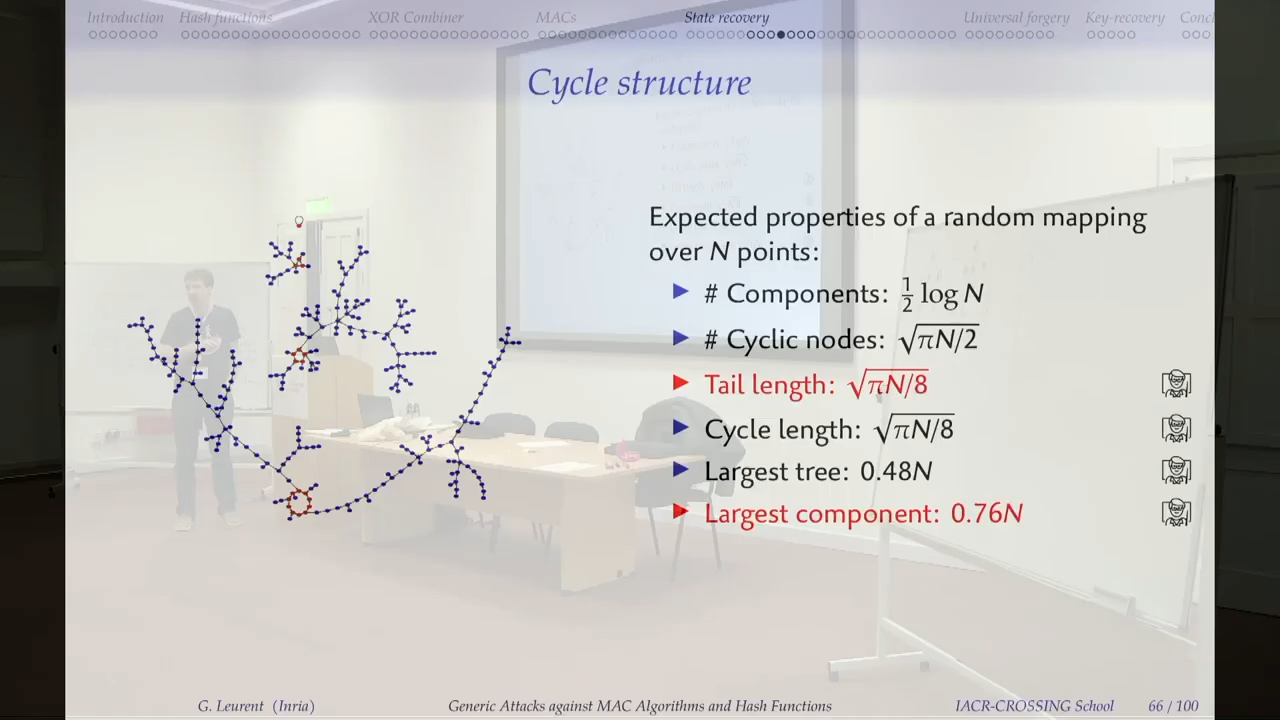 Introduction Hash functions XOR Combiner MACs State recovery Universal forgery Key-recovery Concl
Cycle structure
Expected properties of a random mapping
over N points:
# Components: 1/2 log N
# Cyclic nodes: √πN/2
Tail length: √πN/8
Cycle length: √πN/8
Largest tree: 0.48N
Largest component: 0.76N
G. Leurent (Inria) Generic Attacks against MAC Algorithms and Hash Functions IACR-CROSSING School 66 / 100